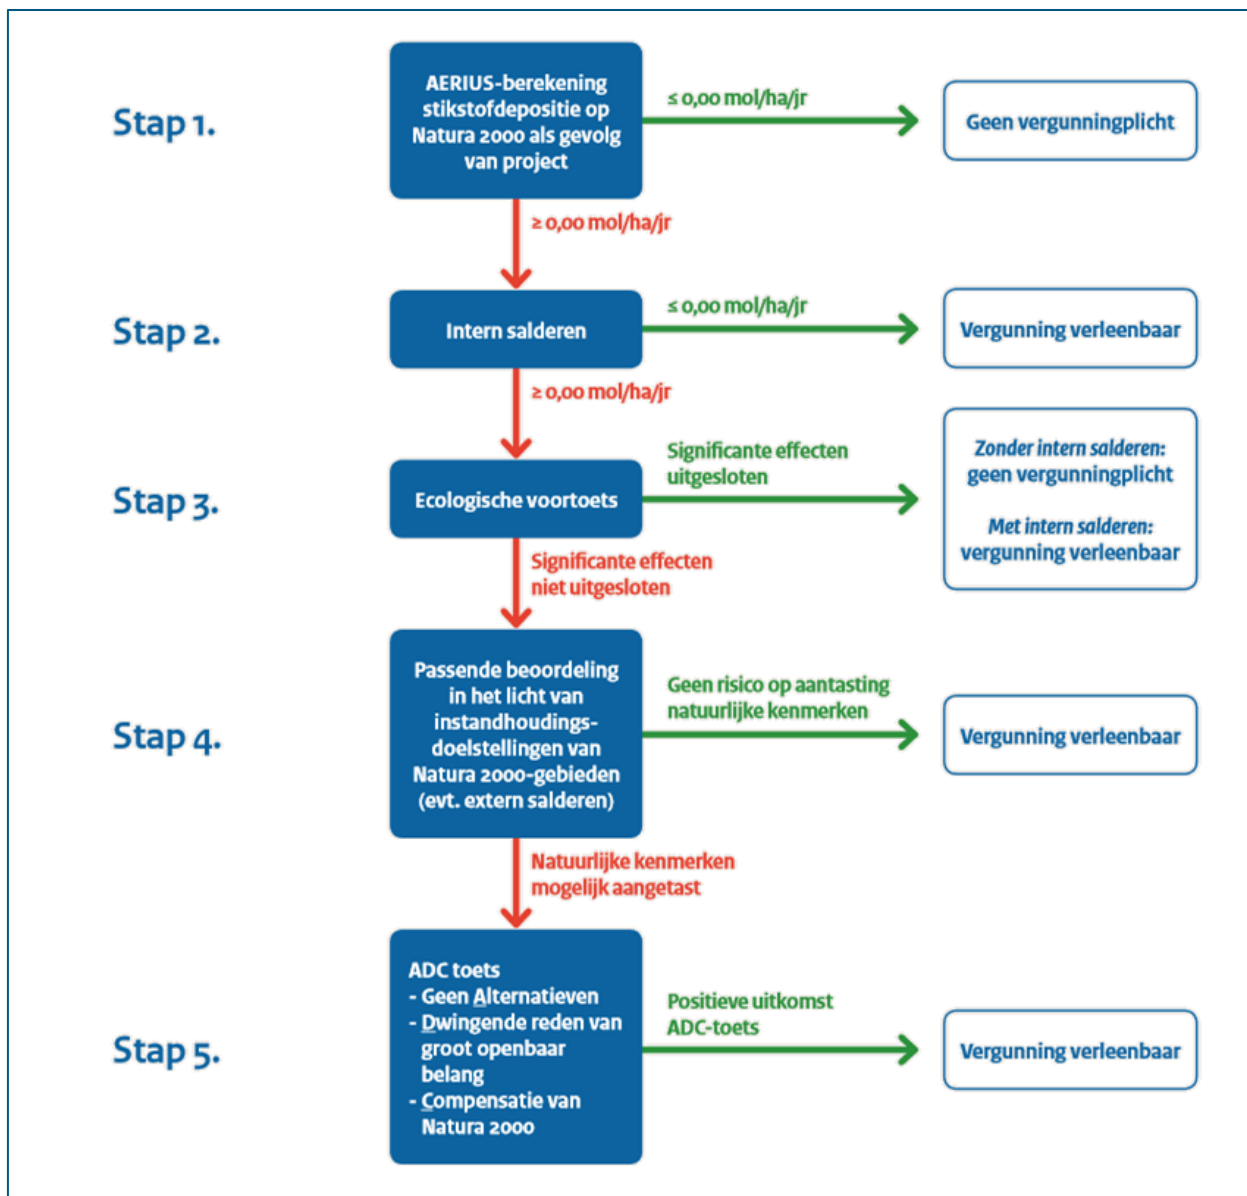 Stap 1.
AERIUS-berekening
stikstofdepositie op
Natura 2000 als gevolg
van project
≤ 0,00 mol/ha/jr
Geen vergunningplicht
≥ 0,00 mol/ha/jr
Stap 2.
Intern salderen
≤ 0,00 mol/ha/jr
Vergunning verleenbaar
≥ 0,00 mol/ha/jr
Stap 3.
Ecologische voortoets
Significante effecten
uitgesloten
Zonder intern salderen:
geen vergunningplicht
Met intern salderen:
vergunning verleenbaar
Significante effecten
niet uitgesloten
Stap 4.
Passende beoordeling
in het licht van
instandhoudings-
doelstellingen van
Natura 2000-gebieden
(evt. extern salderen)
Geen risico op aantasting
natuurlijke kenmerken
Vergunning verleenbaar
Natuurlijke kenmerken
mogelijk aangetast
Stap 5.
ADC toets
- Geen Alternatieven
- Dwingende reden van
groot openbaar
belang
- Compensatie van
Natura 2000
Positieve uitkomst
ADC-toets
Vergunning verleenbaar